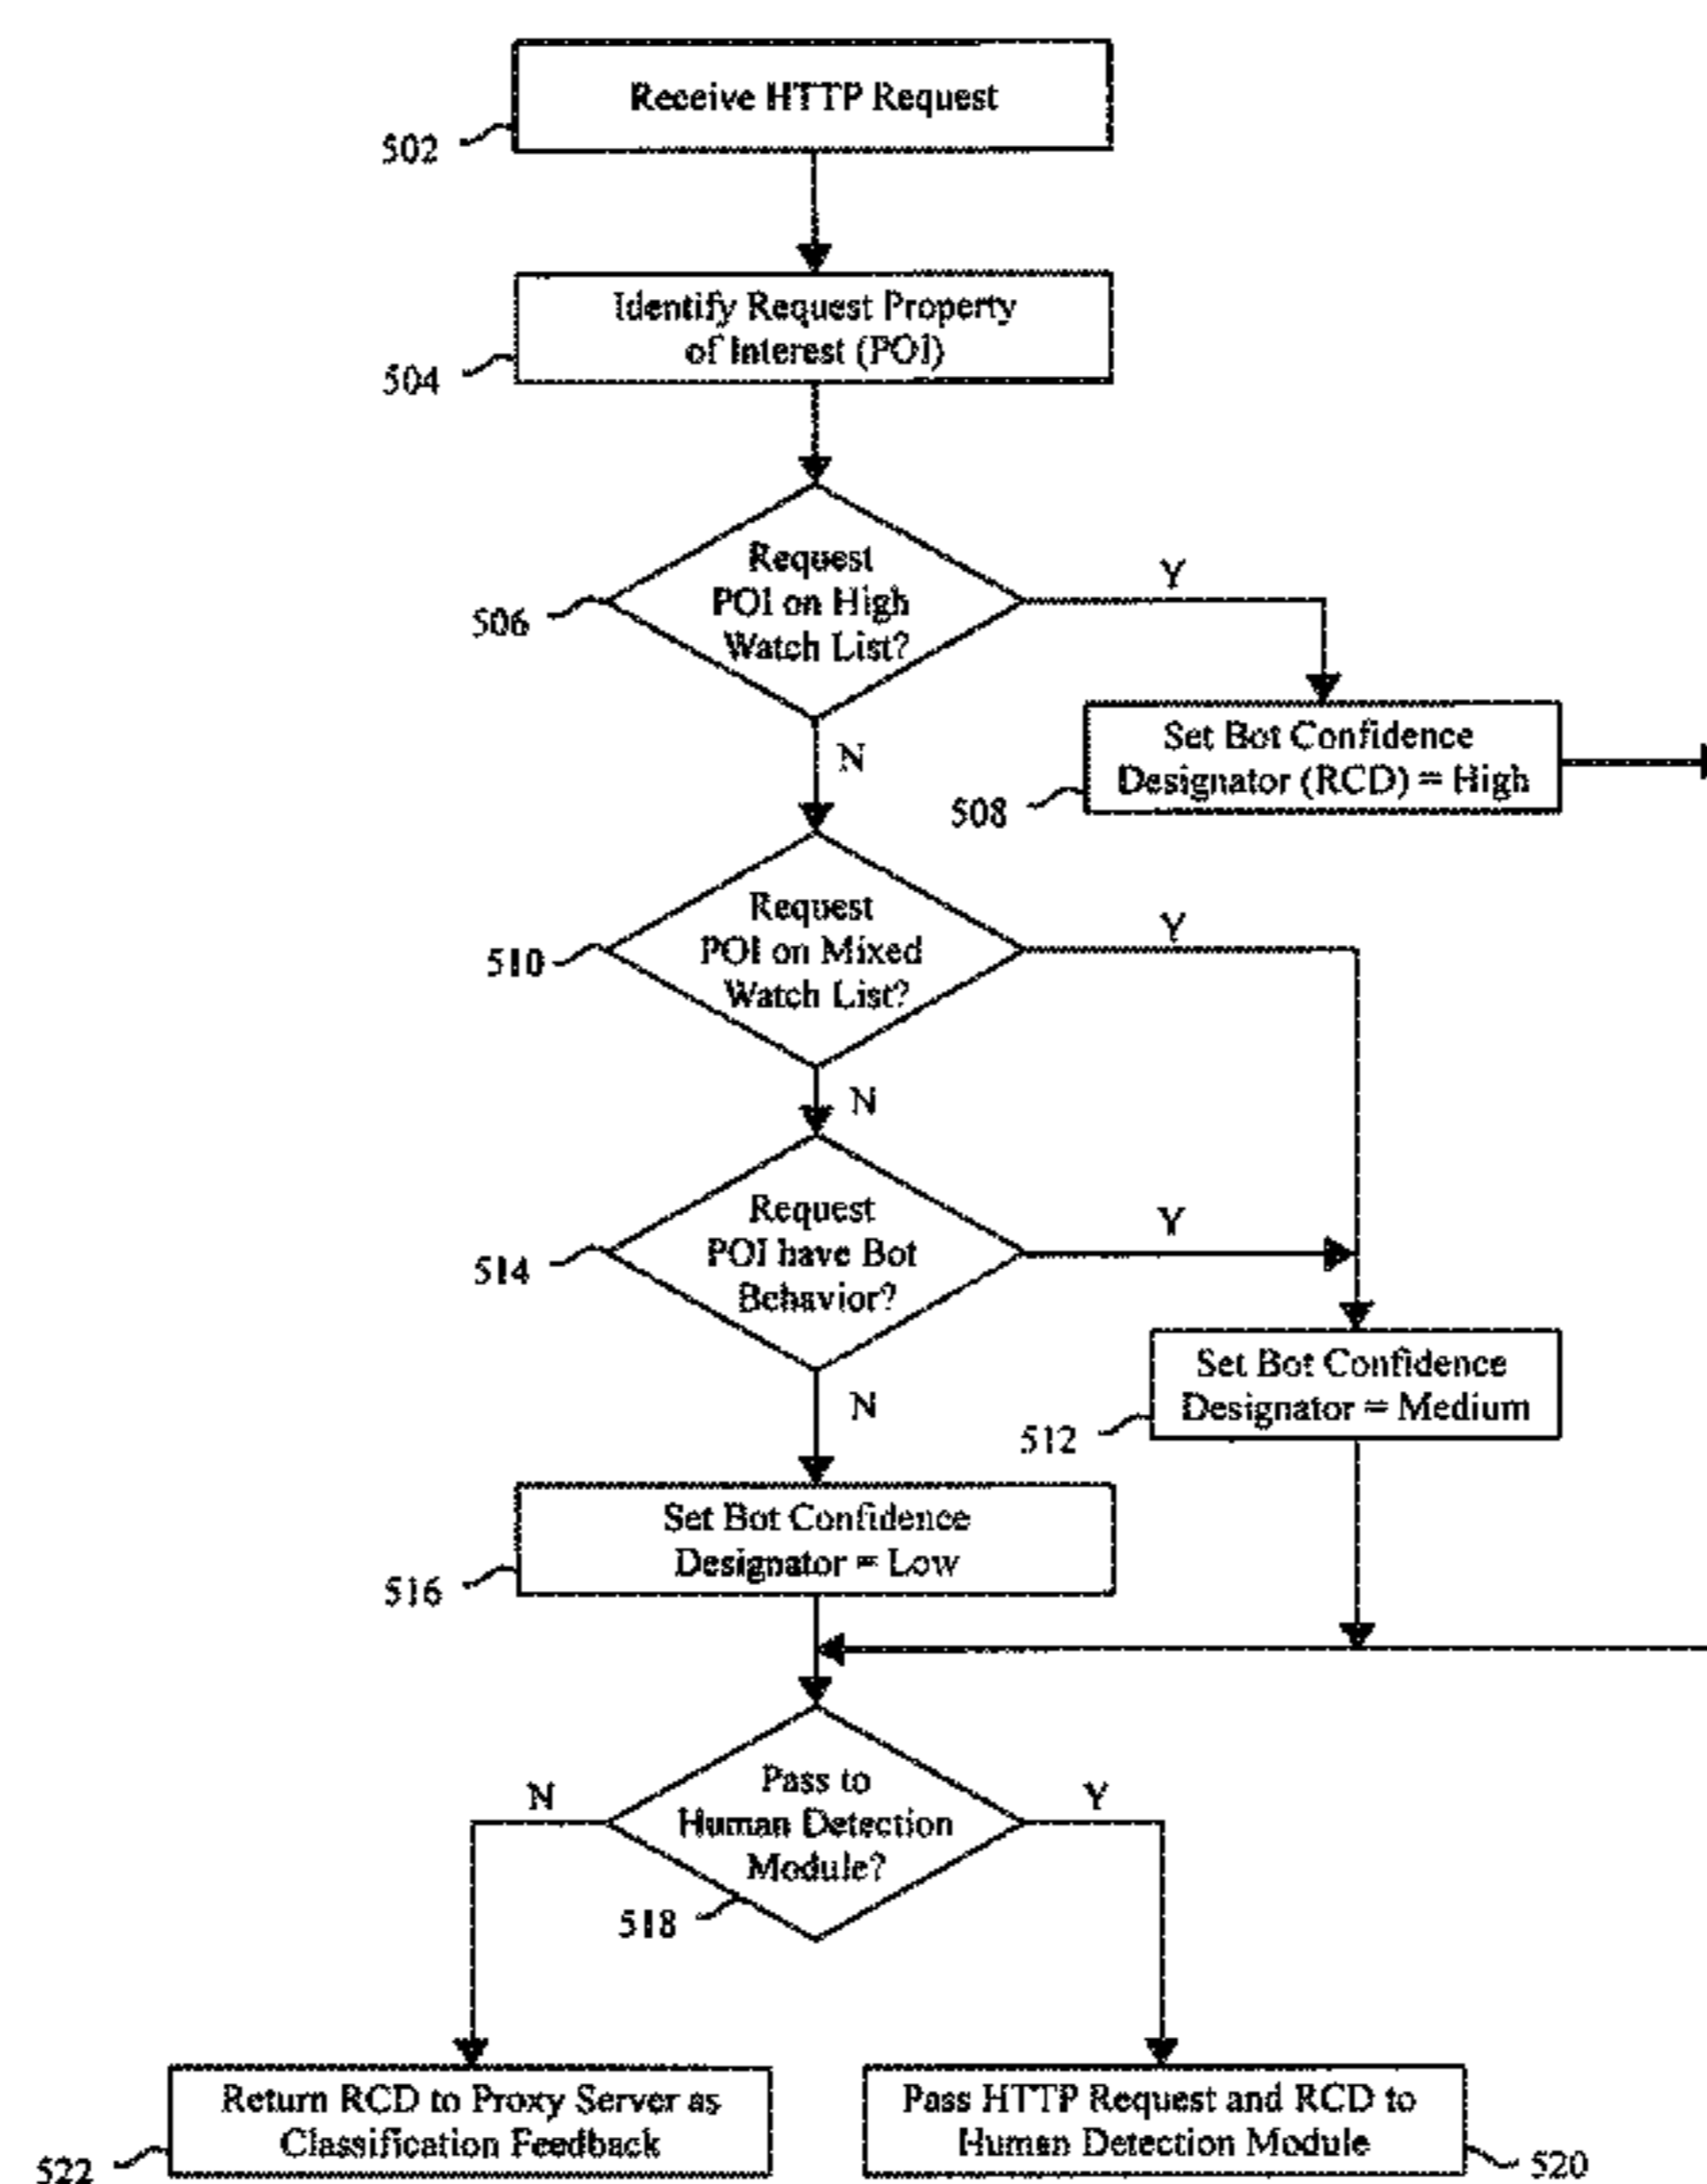 Receive HTTP Request
502
Identify Request Property
of Interest (POI)
504
Request
POI on High
Watch List?
506
Y
N
Set Bot Confidence
Designator (RCD) = High
508
Request
POI on Mixed
Watch List?
510
Y
N
Request
POI have Bot
Behavior?
514
Y
N
Set Bot Confidence
Designator = Medium
512
Set Bot Confidence
Designator = Low
516
Pass to
Human Detection
Module?
518
N
Y
Return RCD to Proxy Server as
Classification Feedback
522
Pass HTTP Request and RCD to
Human Detection Module
520